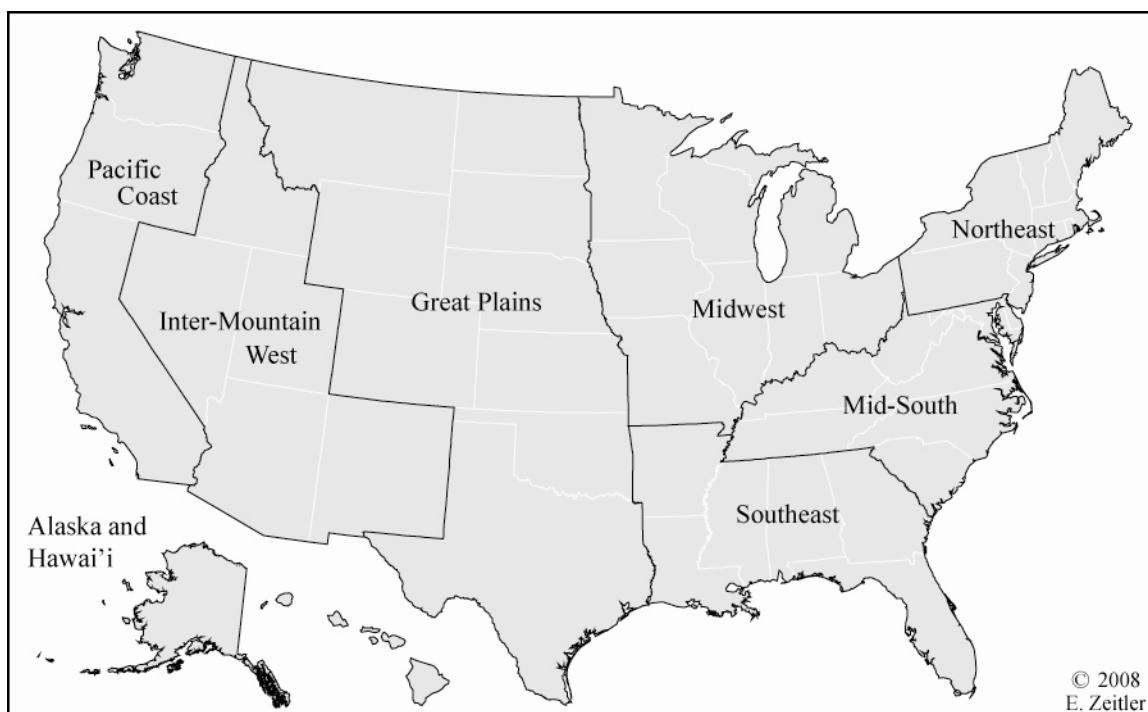 Pacific
Coast
Northeast
Great Plains
Midwest
Inter-Mountain
West
Mid-South
Southeast
Alaska and
Hawai’i
© 2008
E. Zeitler